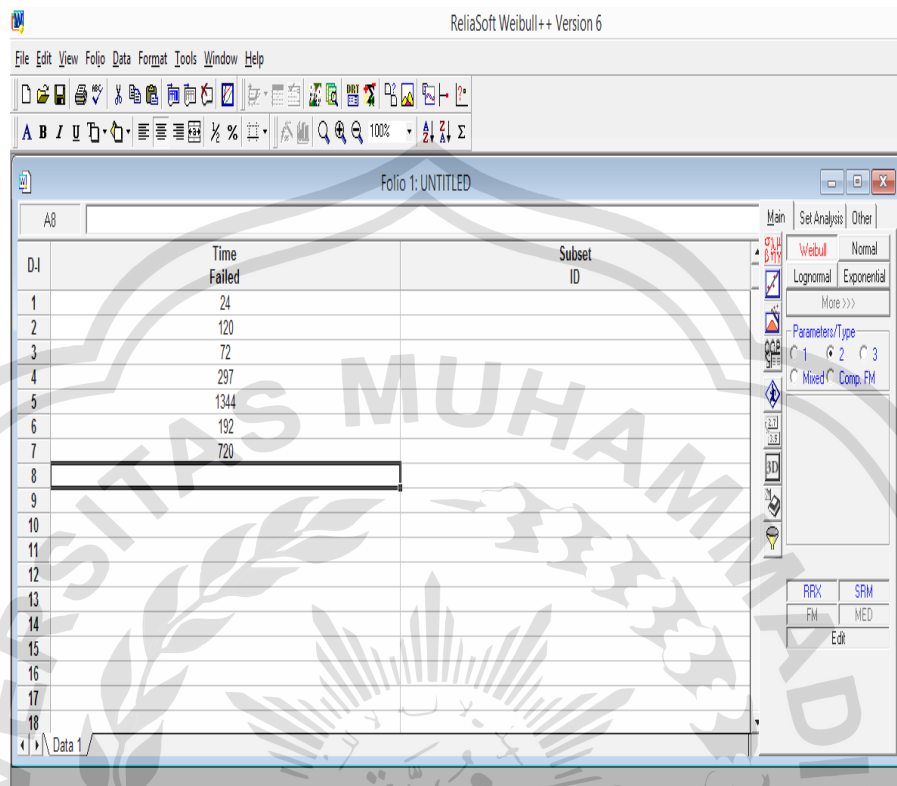 ReliaSoft Weibull++ Version 6
File Edit View Folio Data Format Tools Window Help
100%
Folio 1: UNTITLED
A8
Main Set Analysis Other
D-I Time Failed Subset ID
Weibull Normal
Lognormal Exponential
More >>>
Parameters/Type
1 2 3
Mixed Comp. FM
1 24
2 120
3 72
4 297
5 1344
6 192
7 720
8
9
10
11
12
13
14
15
16
17
18
RRX SRM
FM MED
Edit
Data 1
UNIVERSITAS MUHAMMADI